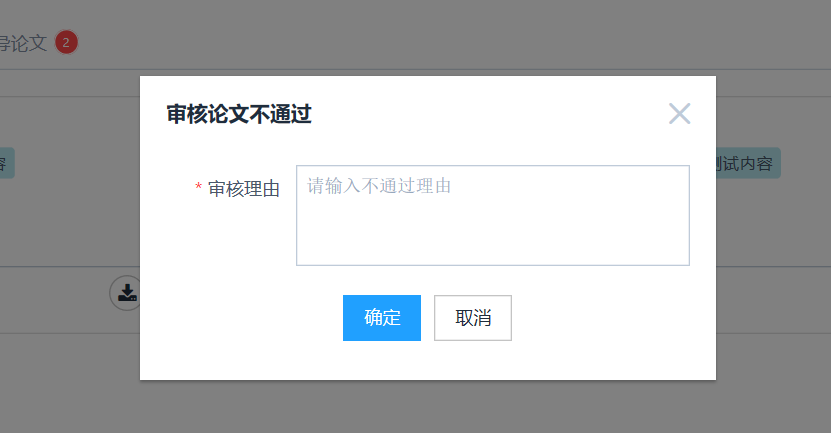 导论文 2
审核论文不通过
容
测试内容
* 审核理由
请输入不通过理由
确定 取消